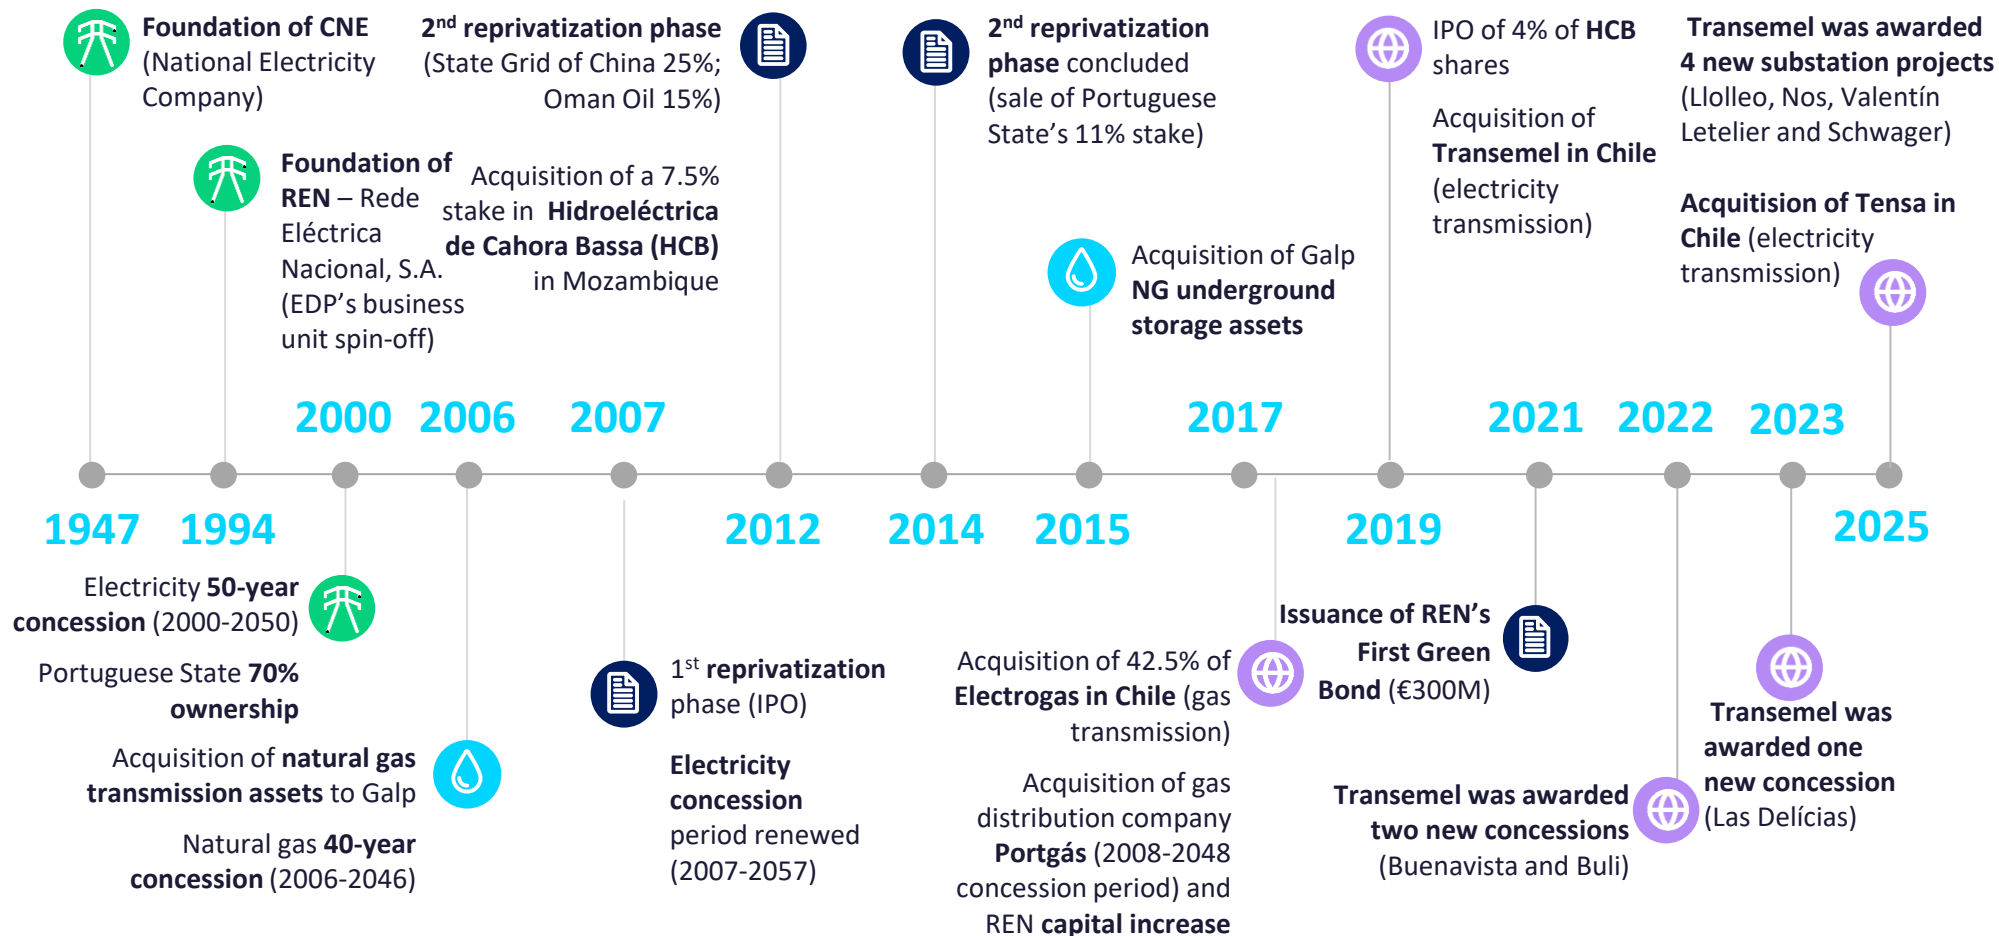 Foundation of CNE
(National Electricity
Company)
Foundation of
REN – Rede
Eléctrica
Nacional, S.A.
(EDP's business
unit spin-off)
2nd reprivatization phase
(State Grid of China 25%;
Oman Oil 15%)
Acquisition of a 7.5%
stake in Hidroeléctrica
de Cahora Bassa (HCB)
in Mozambique
2nd reprivatization
phase concluded
(sale of Portuguese
State's 11% stake)
Acquisition of Galp
NG underground
storage assets
IPO of 4% of HCB
shares
Acquisition of
Transemel in Chile
(electricity
transmission)
Transemel was awarded
4 new substation projects
(Llolleo, Nos, Valentín
Letelier and Schwager)
Acquitision of Tensa in
Chile (electricity
transmission)
2000 2006 2007 2017 2021 2022 2023
1947 1994 2012 2014 2015 2019 2025
Electricity 50-year
concession (2000-2050)
Portuguese State 70%
ownership
Acquisition of natural gas
transmission assets to Galp
Natural gas 40-year
concession (2006-2046)
1st reprivatization
phase (IPO)
Electricity
concession
period renewed
(2007-2057)
Acquisition of 42.5% of
Electrogas in Chile (gas
transmission)
Acquisition of gas
distribution company
Portgás (2008-2048
concession period) and
REN capital increase
Issuance of REN's
First Green
Bond (€300M)
Transemel was awarded
two new concessions
(Buenavista and Buli)
Transemel was
awarded one
new concession
(Las Delícias)